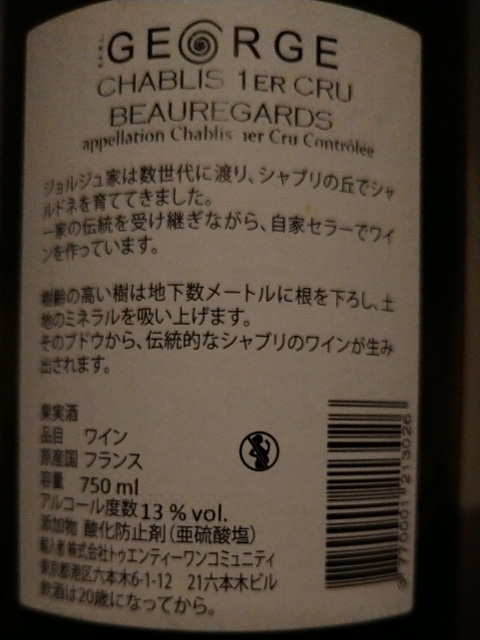 GEORGE
CHABLIS 1ER CRU
BEAUREGARDS
appellation Chablis 1er Cru Contrôlée
ジョルジュ家は数世代に渡り、シャブリの丘でシャ
ルドネを育ててきました。
一家の伝統を受け継ぎながら、自家セラーでワイ
ンを作っています。
樹齢の高い樹は地下数メートルに根を下ろし、土
地のミネラルを吸い上げます。
そのブドウから、伝統的なシャブリのワインが生み
出されます。
果実酒
品目 ワイン
原産国 フランス
容量 750 ml
アルコール度数 13 % vol.
添加物 酸化防止剤（亜硫酸塩）
輸入者 株式会社トゥエンティーワンコミュニティ
東京都港区六本木6-1-12 21六本木ビル
飲酒は20歳になってから。
3 770001 213026